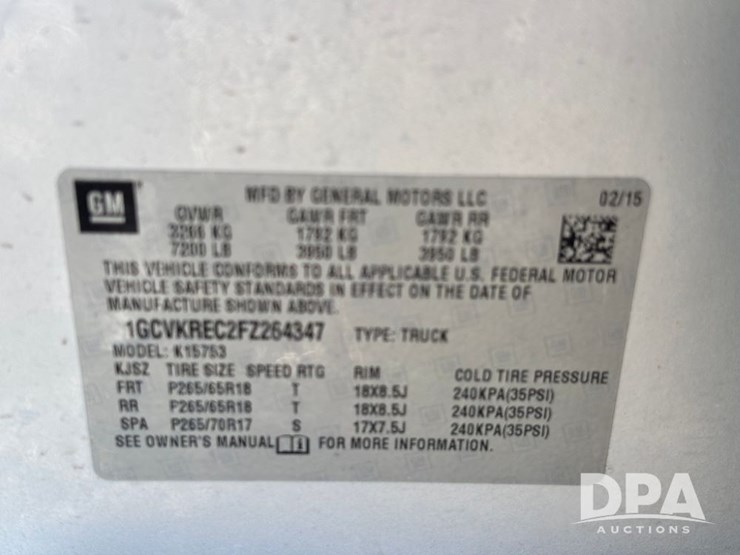 GM
MFD BY GENERAL MOTORS LLC 02/15
GVWR GAWR FRT GAWR RR
3266 KG 1792 KG 1792 KG
7200 LB 3950 LB 3950 LB
THIS VEHICLE CONFORMS TO ALL APPLICABLE U.S. FEDERAL MOTOR
VEHICLE SAFETY STANDARDS IN EFFECT ON THE DATE OF
MANUFACTURE SHOWN ABOVE.
1GCVKREC2FZ264347 TYPE: TRUCK
MODEL: K15753
KJSZ TIRE SIZE SPEED RTG RIM COLD TIRE PRESSURE
FRT P265/65R18 T 18X8.5J 240KPA(35PSI)
RR P265/65R18 T 18X8.5J 240KPA(35PSI)
SPA P265/70R17 S 17X7.5J 240KPA(35PSI)
SEE OWNER'S MANUAL FOR MORE INFORMATION.
DPA
AUCTIONS